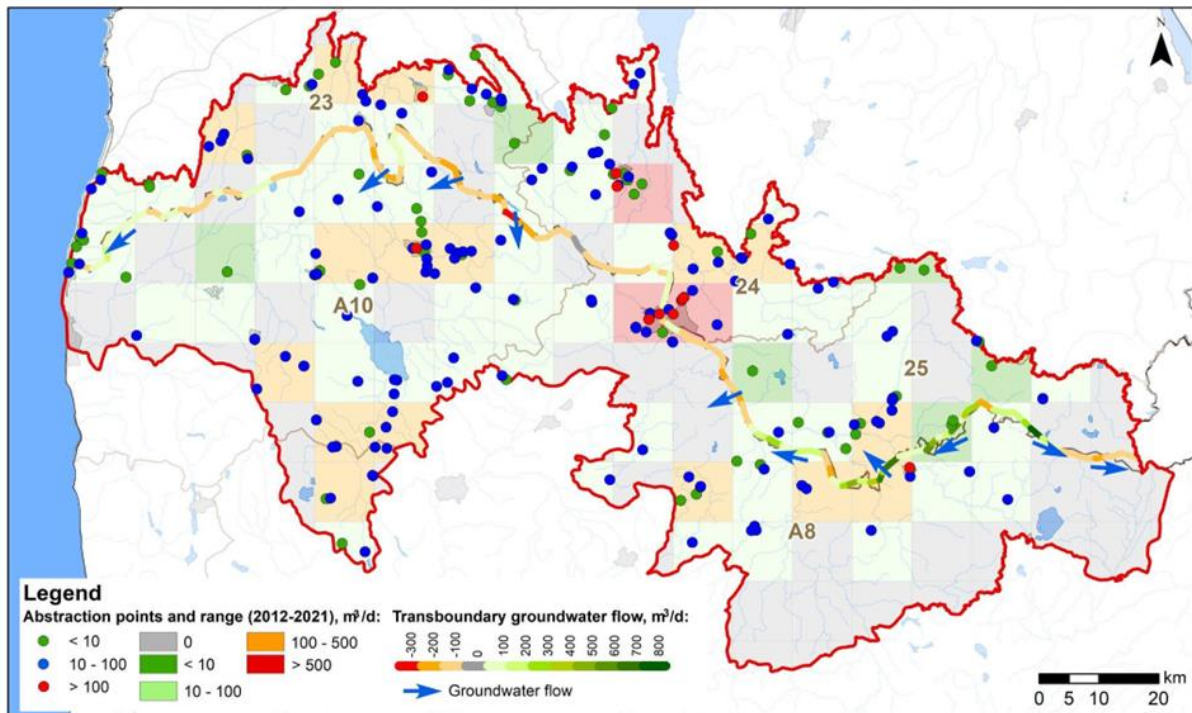 N
23
24
A10
25
A8
Legend
Abstraction points and range (2012-2021), m³/d:
< 10
10 - 100
> 100
0
< 10
10 - 100
100 - 500
> 500
Transboundary groundwater flow, m³/d:
-300
-200
-100
0
100
200
300
400
500
600
700
800
Groundwater flow
km
0 5 10 20